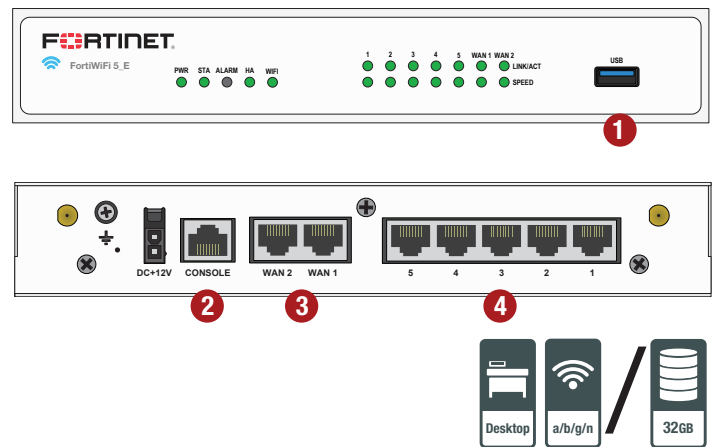 FORTINET.
FortiWiFi 5_E
PWR STA ALARM HA WIFI
1 2 3 4 5 WAN 1 WAN 2
LINK/ACT
SPEED
USB
1
DC+12V CONSOLE WAN 2 WAN 1 5 4 3 2 1
2 3 4
Desktop a/b/g/n 32GB